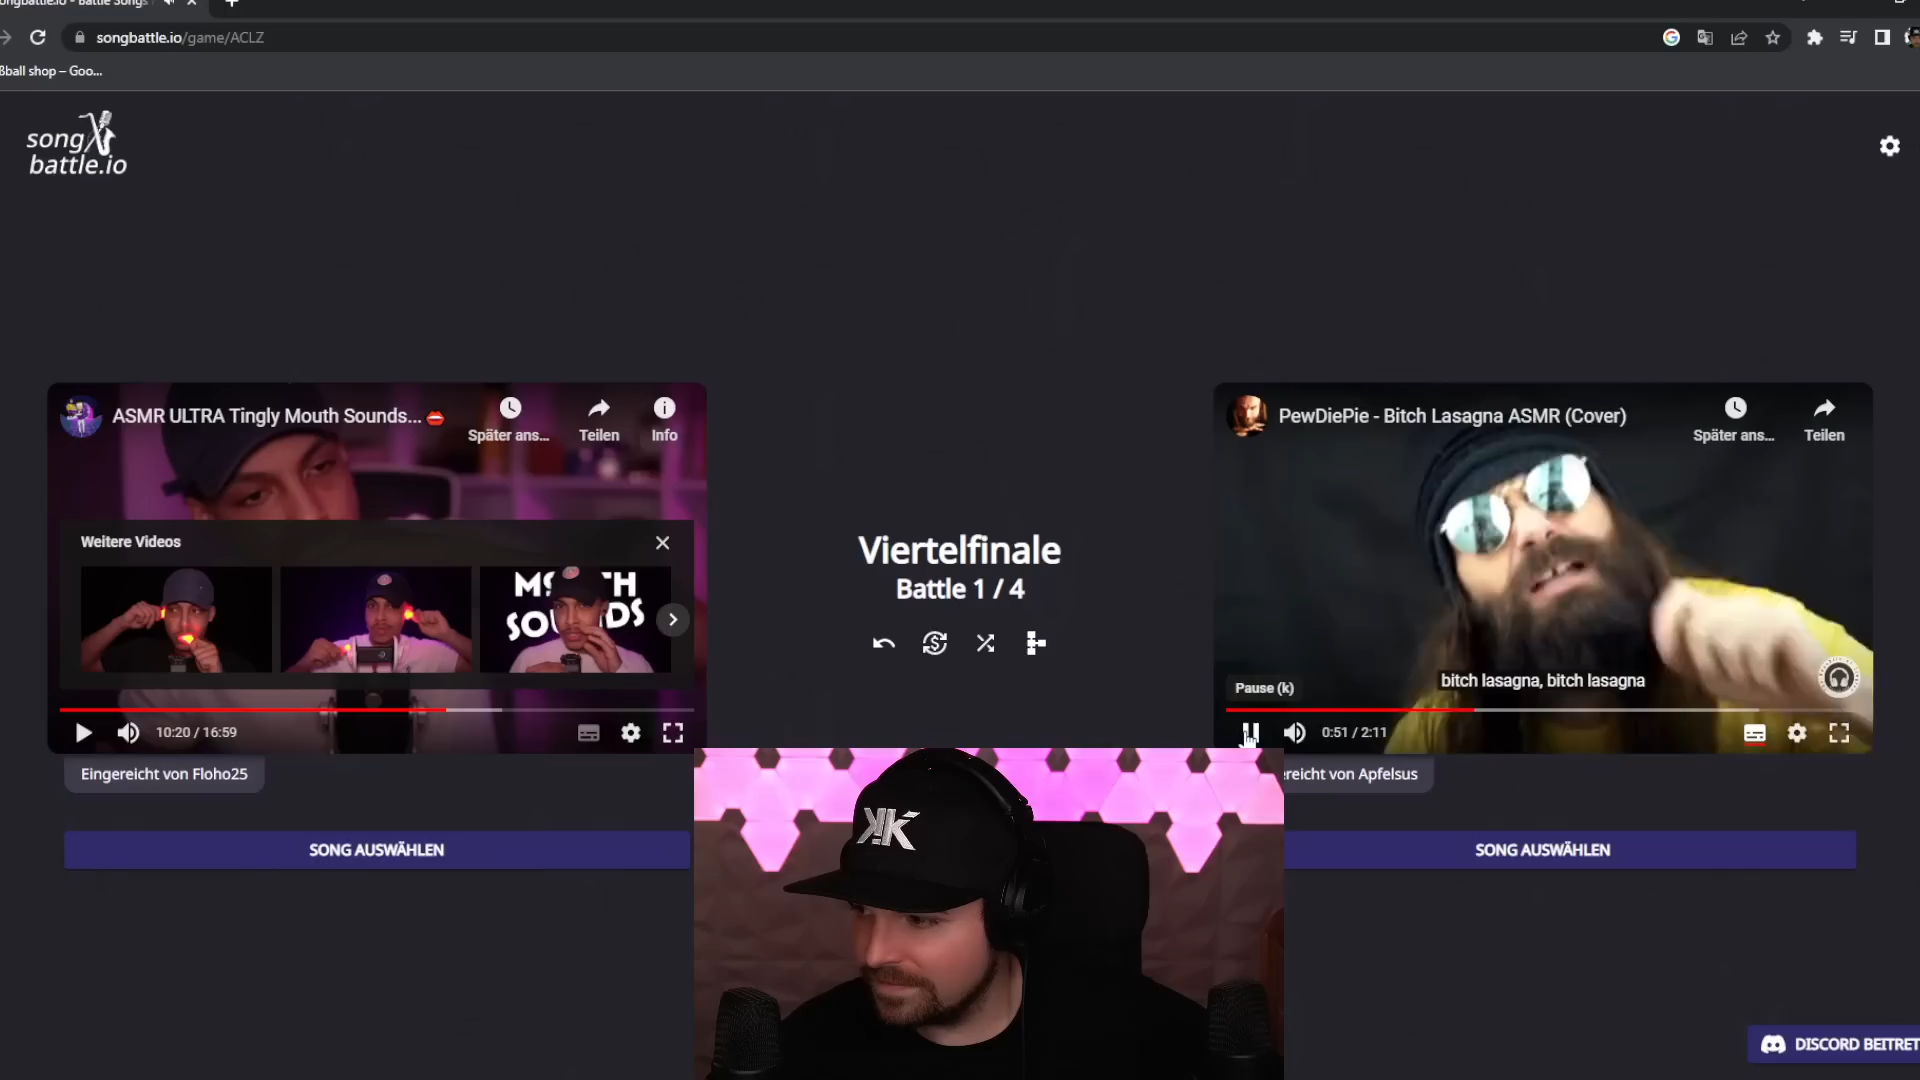 songbattle.io/game/ACLZ
ßball shop – Goo...
song
battle.io
ASMR ULTRA Tingly Mouth Sounds...
Später ans...
Teilen
Info
Weitere Videos
SOUNDS
10:20 / 16:59
Eingereicht von Floho25
SONG AUSWÄHLEN
Viertelfinale
Battle 1 / 4
PewDiePie - Bitch Lasagna ASMR (Cover)
Später ans...
Teilen
bitch lasagna, bitch lasagna
Pause (k)
0:51 / 2:11
reicht von Apfelsus
SONG AUSWÄHLEN
DISCORD BEITRET